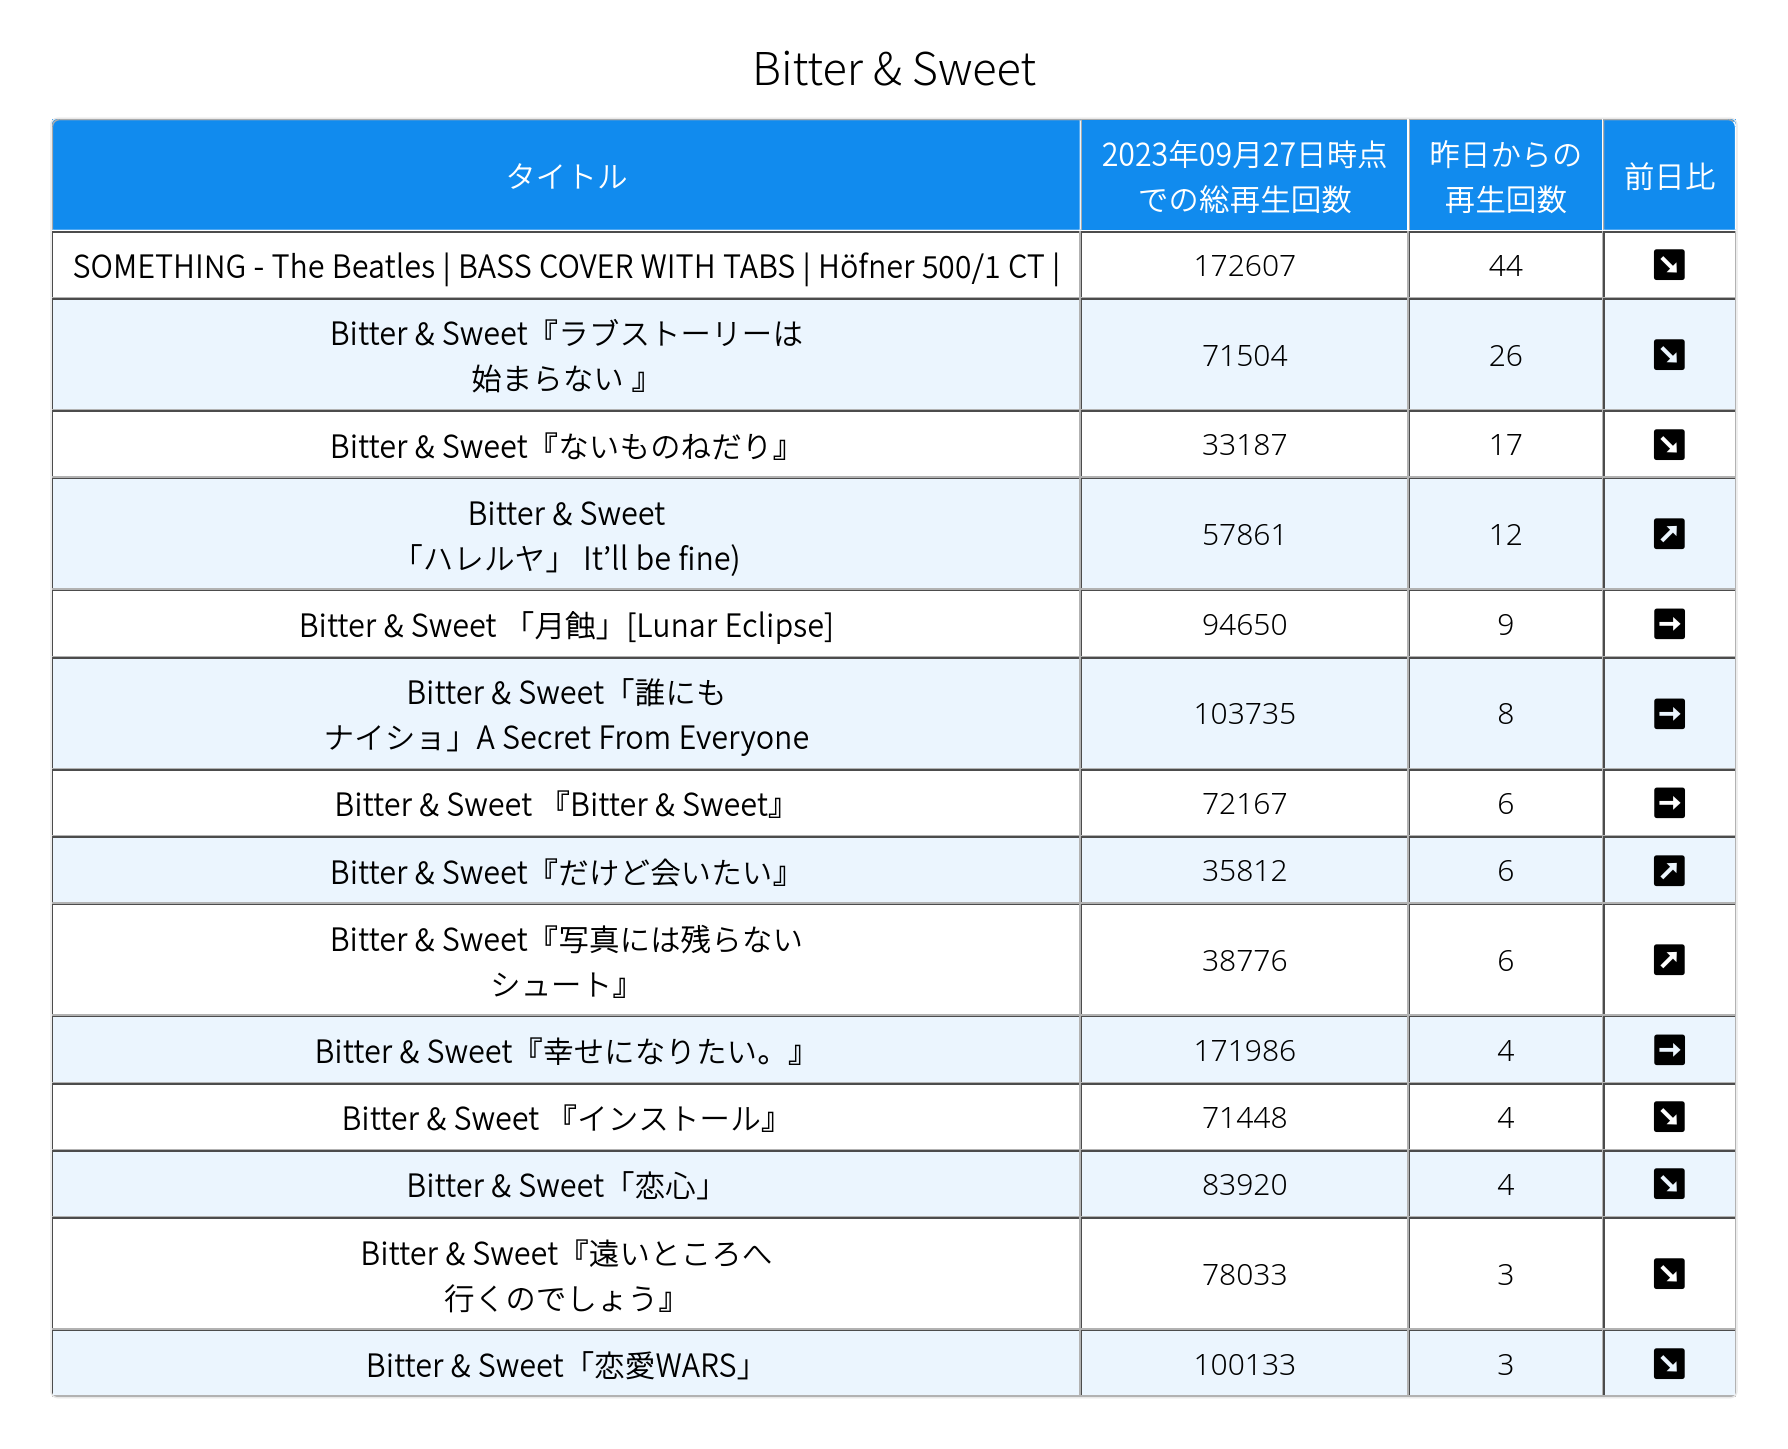 Bitter & Sweet
タイトル
2023年09月27日時点
での総再生回数
昨日からの
再生回数
前日比
SOMETHING - The Beatles | BASS COVER WITH TABS | Höfner 500/1 CT | 172607 44 ↘
Bitter & Sweet『ラブストーリーは
始まらない 』 71504 26 ↘
Bitter & Sweet『ないものねだり』 33187 17 ↘
Bitter & Sweet
「ハレルヤ」 It’ll be fine) 57861 12 ↗
Bitter & Sweet 「月蝕」[Lunar Eclipse] 94650 9 →
Bitter & Sweet「誰にも
ナイショ」A Secret From Everyone 103735 8 →
Bitter & Sweet 『Bitter & Sweet』 72167 6 →
Bitter & Sweet『だけど会いたい』 35812 6 ↗
Bitter & Sweet『写真には残らない
シュート』 38776 6 ↗
Bitter & Sweet『幸せになりたい。』 171986 4 →
Bitter & Sweet 『インストール』 71448 4 ↘
Bitter & Sweet「恋心」 83920 4 ↘
Bitter & Sweet『遠いところへ
行くのでしょう』 78033 3 ↘
Bitter & Sweet「恋愛WARS」 100133 3 ↘